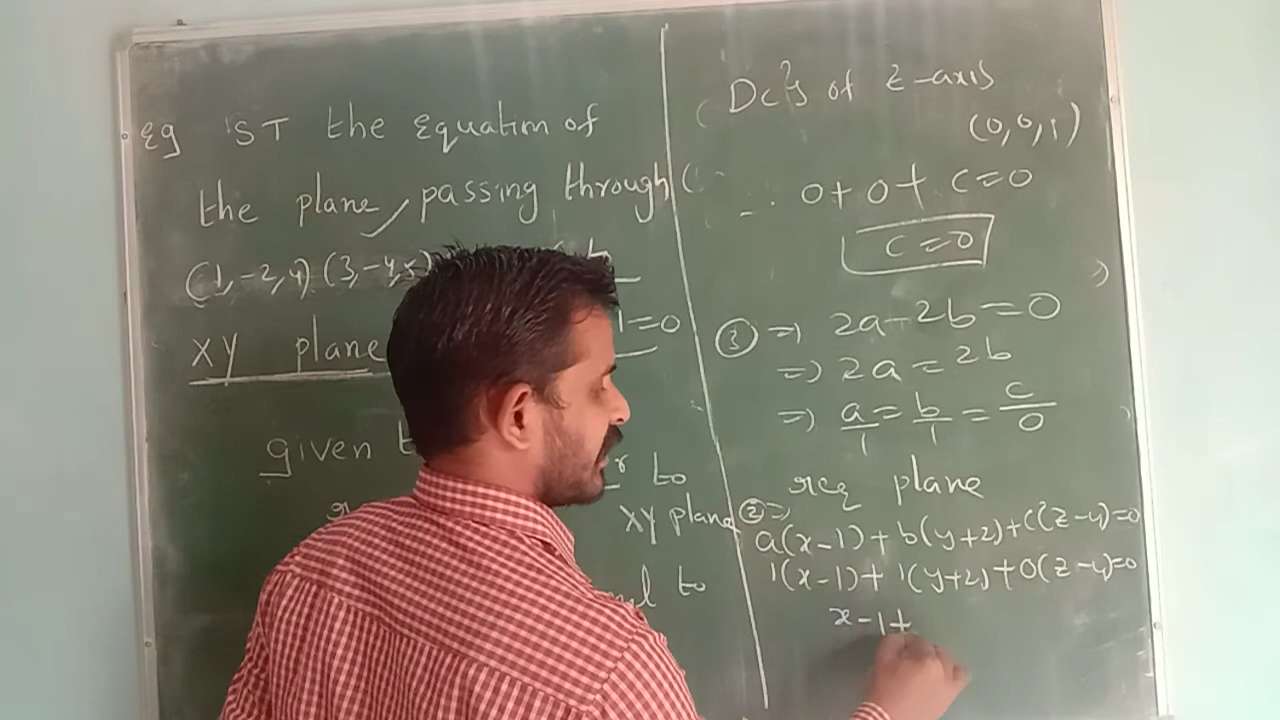 Eg ST the Equation of
the plane, passing through
(1,-2,4) (3,-4,5)
XY plane 1=0
given
to
XY plane
to
Dc's of z-axis
(0,0,1)
0+0+ c=0
c=0
③ => 2a-2b=0
=> 2a=2b
=> a/1 = b/1 = c/0
req plane
②=>
a(x-1)+b(y+2)+c(z-4)=0
1(x-1)+1(y+2)+0(z-4)=0
x-1+